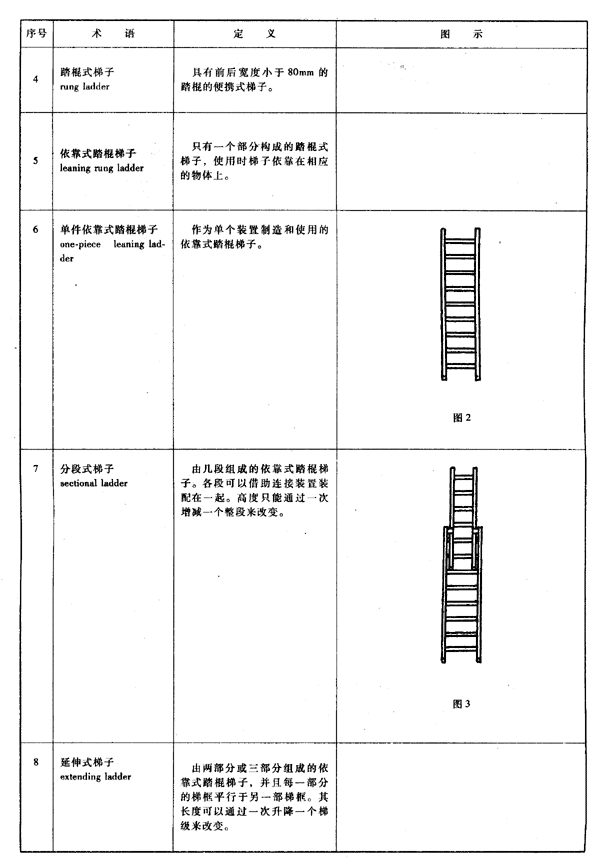 序号 术 语 定 义 图 示
4 踏棍式梯子
rung ladder
具有前后宽度小于 80mm 的
踏棍的便携式梯子。
5 依靠式踏棍梯子
leaning rung ladder
只有一个部分构成的踏棍式
梯子，使用时梯子依靠在相应
的物体上。
6 单件依靠式踏棍梯子
one-piece leaning lad-
der
作为单个装置制造和使用的
依靠式踏棍梯子。
图 2
7 分段式梯子
sectional ladder
由几段组成的依靠式踏棍梯
子。各段可以借助连接装置装
配在一起。高度只能通过一次
增减一个整段来改变。
图 3
8 延伸式梯子
extending ladder
由两部分或三部分组成的依
靠式踏棍梯子，并且每一部分
的梯框平行于另一部梯框。其
长度可以通过一次升降一个梯
级来改变。